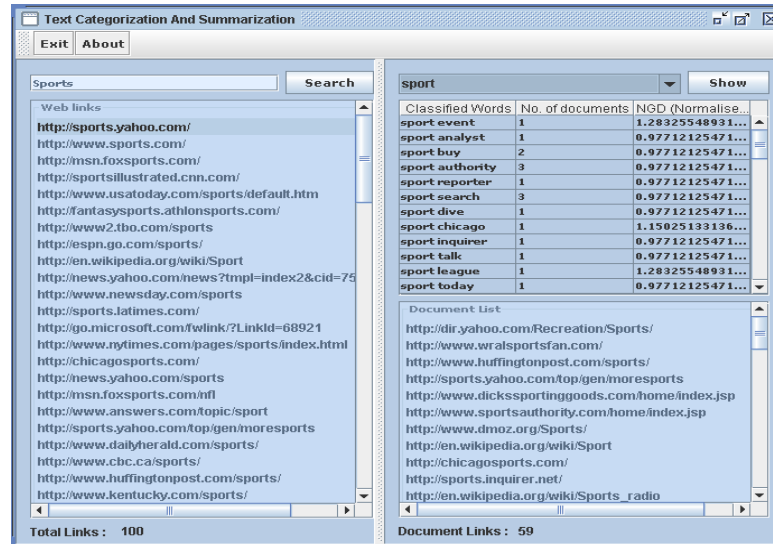 Text Categorization And Summarization
Exit About
Sports Search
Web links
http://sports.yahoo.com/
http://www.sports.com/
http://msn.foxsports.com/
http://sportsillustrated.cnn.com/
http://www.usatoday.com/sports/default.htm
http://fantasysports.athlonsports.com/
http://www2.tbo.com/sports
http://espn.go.com/sports/
http://en.wikipedia.org/wiki/Sport
http://news.yahoo.com/news?tmpl=index2&cid=75
http://www.newsday.com/sports
http://sports.latimes.com/
http://go.microsoft.com/fwlink/?LinkId=68921
http://www.nytimes.com/pages/sports/index.html
http://chicagosports.com/
http://news.yahoo.com/sports
http://msn.foxsports.com/nfl
http://www.answers.com/topic/sport
http://sports.yahoo.com/top/gen/moresports
http://www.dailyherald.com/sports/
http://www.cbc.ca/sports/
http://www.huffingtonpost.com/sports/
http://www.kentucky.com/sports/
Total Links : 100
sport Show
Classified Words No. of documents NGD (Normalise...
sport event 1 1.28325548931...
sport analyst 1 0.97712125471...
sport buy 2 0.97712125471...
sport authority 3 0.97712125471...
sport reporter 1 0.97712125471...
sport search 3 0.97712125471...
sport dive 1 0.97712125471...
sport chicago 1 1.15025133136...
sport inquirer 1 0.97712125471...
sport talk 1 0.97712125471...
sport league 1 1.28325548931...
sport today 1 0.97712125471...
Document List
http://dir.yahoo.com/Recreation/Sports/
http://www.wralsportsfan.com/
http://www.huffingtonpost.com/sports/
http://sports.yahoo.com/top/gen/moresports
http://www.dickssportinggoods.com/home/index.jsp
http://www.sportsauthority.com/home/index.jsp
http://www.dmoz.org/Sports/
http://en.wikipedia.org/wiki/Sport
http://chicagosports.com/
http://sports.inquirer.net/
http://en.wikipedia.org/wiki/Sports_radio
Document Links : 59